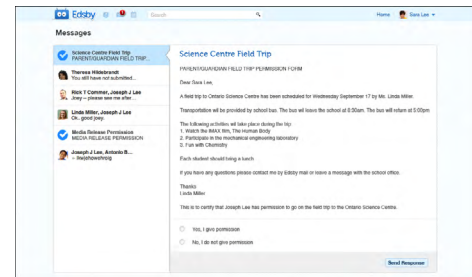 Edsby
Search
Home
Sara Lee
Messages
Science Centre Field Trip
PARENT/GUARDIAN FIELD TRIP...
Theresa Hildebrandt
You still have not submitted...
Rick T Commer, Joseph J Lee
Joey – please see me after...
Linda Miller, Joseph J Lee
Ok.. good joey.
Media Release Permission
MEDIA RELEASE PERMISSION
Joseph J Lee, Antonio B...
Science Centre Field Trip
PARENT/GUARDIAN FIELD TRIP PERMISSION FORM
Dear Sara Lee,
A field trip to Ontario Science Centre has been scheduled for Wednesday September 17 by Ms. Linda Miller.
Transportation will be provided by school bus. The bus will leave the school at 8:00am. The bus will return at 5:00pm
The following activities will take place during the trip:
1. Watch the IMAX film, The Human Body
2. Participate in the mechanical engineering laboratory
3. Fun with Chemistry
Each student should bring a lunch
If you have any questions please contact me by Edsby mail or leave a message with the school office.
Thanks
Linda Miller
This is to certify that Joseph Lee has permission to go on the field trip to the Ontario Science Centre.
Yes, I give permission
No, I do not give permission
Send Response